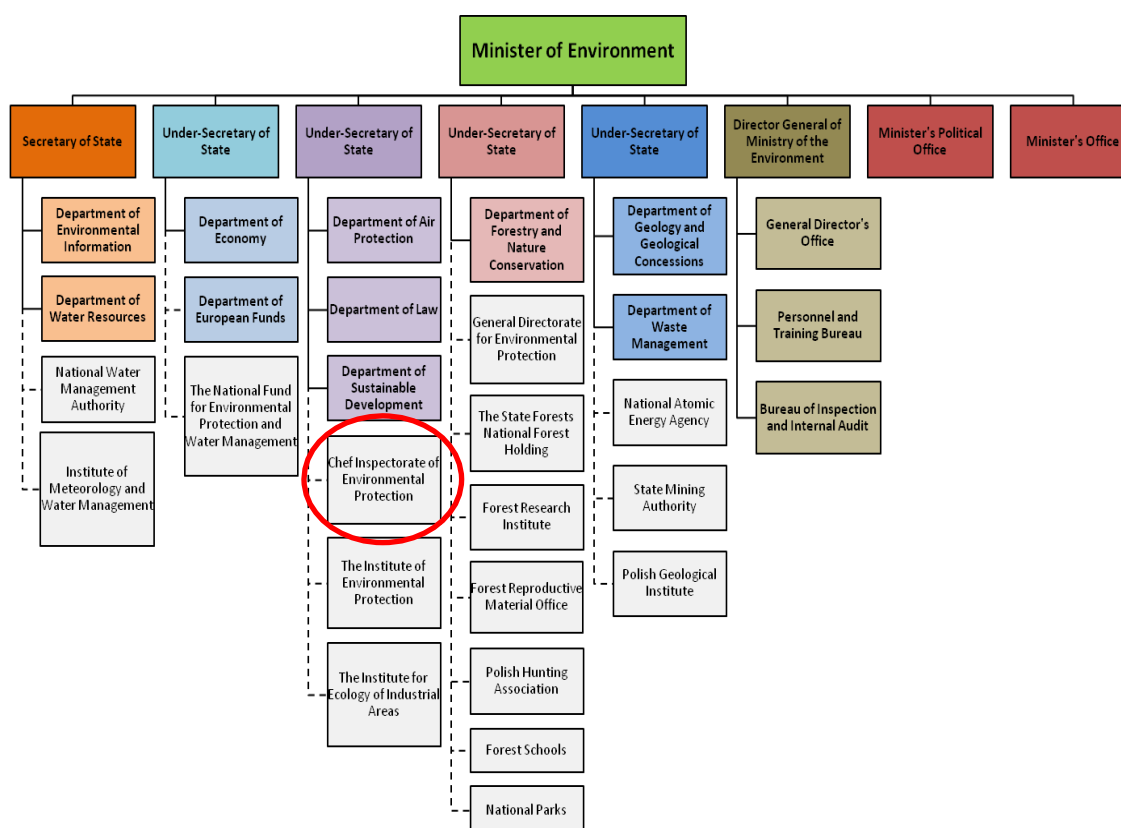 Minister of Environment
Secretary of State
Under-Secretary of
State
Under-Secretary of
State
Under-Secretary of
State
Under-Secretary of
State
Director General of
Ministry of the
Environment
Minister's Political
Office
Minister's Office
Department of
Environmental
Information
Department of
Water Resources
National Water
Management
Authority
Institute of
Meteorology and
Water Management
Department of
Economy
Department of
European Funds
The National Fund
for Environmental
Protection and
Water Management
Department of Air
Protection
Department of Law
Department of
Sustainable
Development
Chef Inspectorate of
Environmental
Protection
The Institute of
Environmental
Protection
The Institute for
Ecology of Industrial
Areas
Department of
Forestry and
Nature
Conservation
General Directorate
for Environmental
Protection
The State Forests
National Forest
Holding
Forest Research
Institute
Forest Reproductive
Material Office
Polish Hunting
Association
Forest Schools
National Parks
Department of
Geology and
Geological
Concessions
Department of
Waste
Management
National Atomic
Energy Agency
State Mining
Authority
Polish Geological
Institute
General Director's
Office
Personnel and
Training Bureau
Bureau of Inspection
and Internal Audit